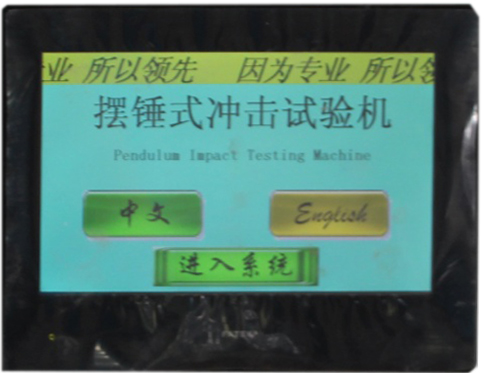 业 所以领先 因为专业 所以领
摆锤式冲击试验机
Pendulum Impact Testing Machine
中文 English
进入系统